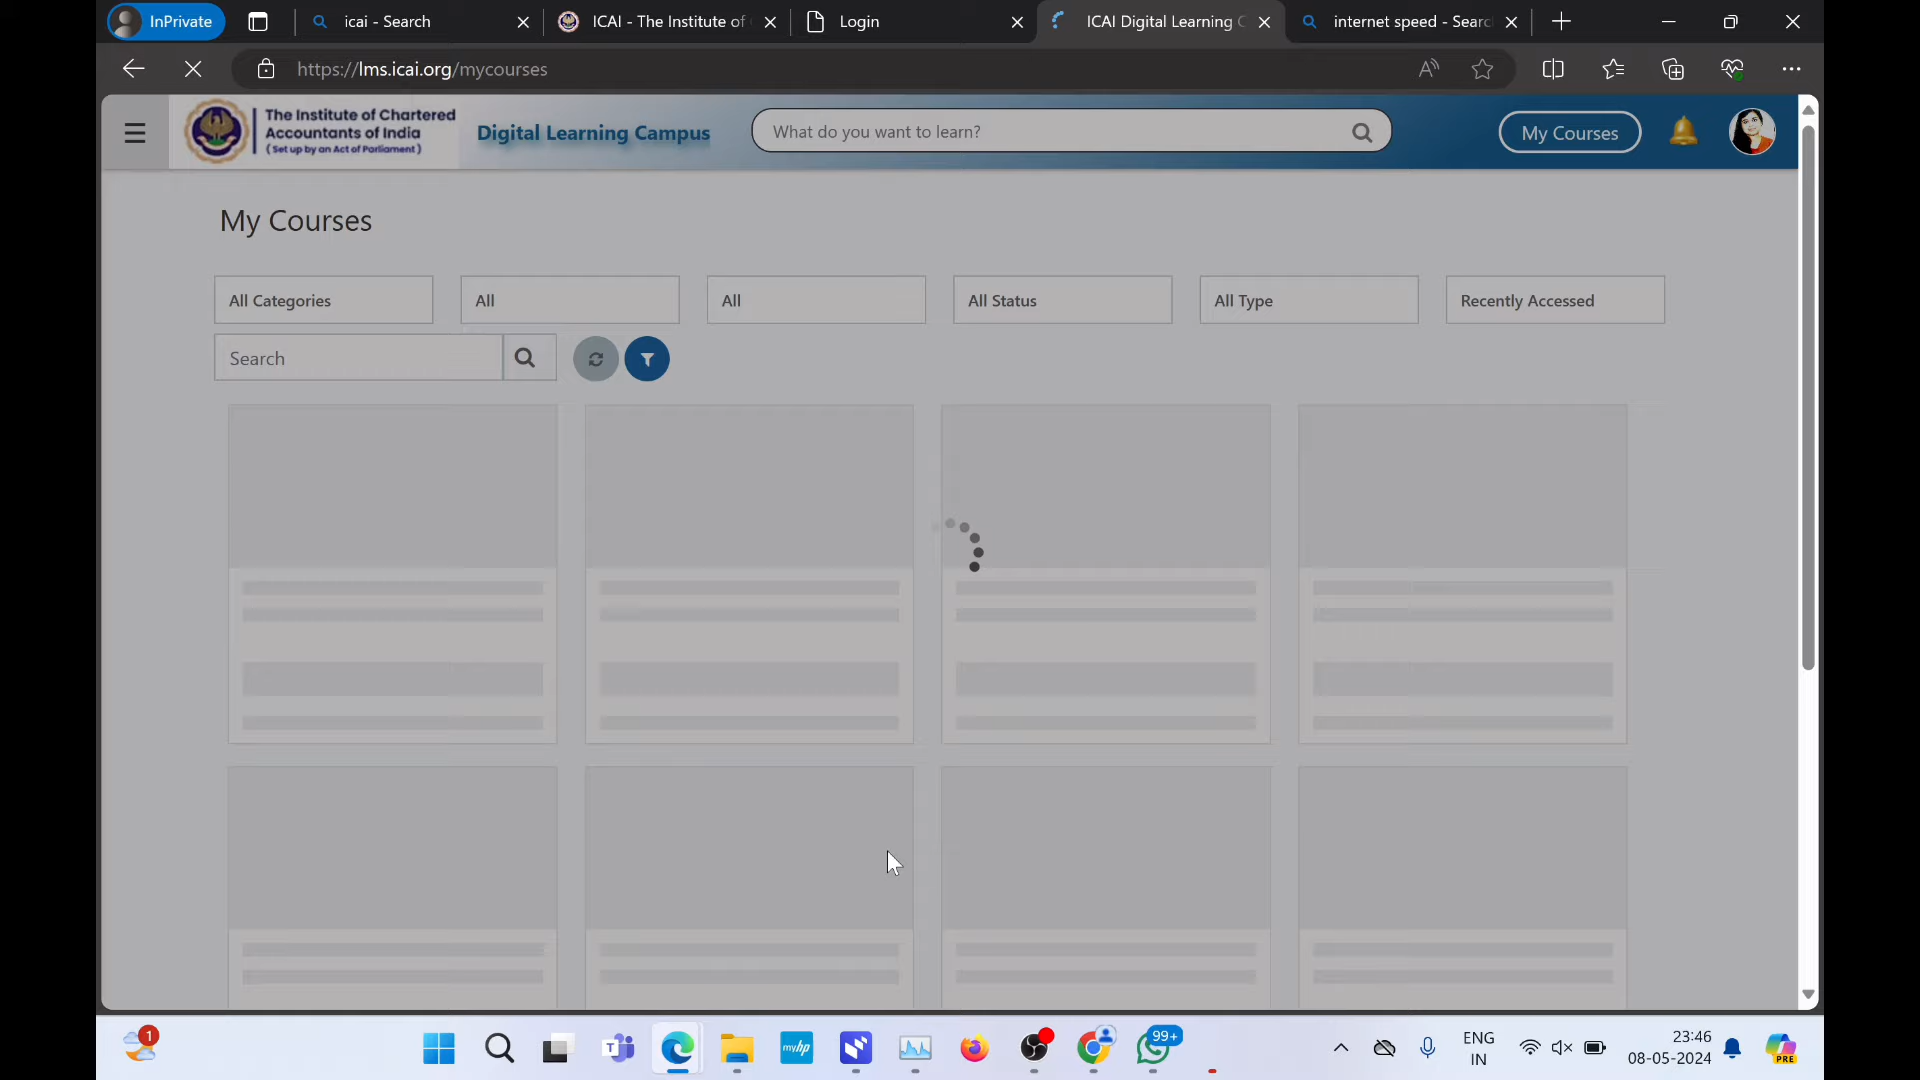 InPrivate
icai - Search
ICAI - The Institute of
Login
ICAI Digital Learning C
internet speed - Searc
https://lms.icai.org/mycourses
The Institute of Chartered
Accountants of India
(Set up by an Act of Parliament)
Digital Learning Campus
What do you want to learn?
My Courses
My Courses
All Categories
All
All
All Status
All Type
Recently Accessed
Search
1
myhp
99+
ENG
IN
23:46
08-05-2024
PRE